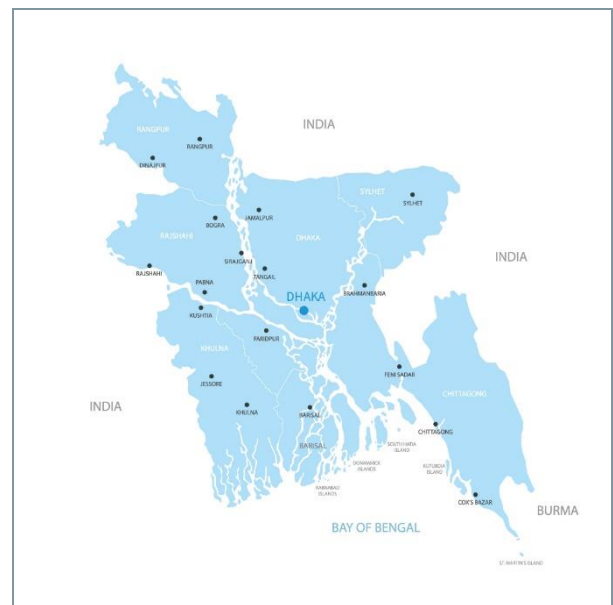 INDIA
RANGPUR
RANGPUR
DINAJPUR
SYLHET
SYLHET
BOGRA
JAMALPUR
RAJSHAHI
DHAKA
SIRAJGANJ
INDIA
RAJSHAHI
TANGAIL
PABNA
BRAHMANBARIA
DHAKA
KUSHTIA
FARIDPUR
KHULNA
FENI SADAR
JESSORE
CHITTAGONG
INDIA
KHULNA
BARISAL
CHITTAGONG
BARISAL
SOUTH HATIA
ISLAND
ISLANDS
KUTUBDIA
ISLAND
ISLANDS
COX'S BAZAR
BURMA
BAY OF BENGAL
ST. MARTIN'S ISLAND